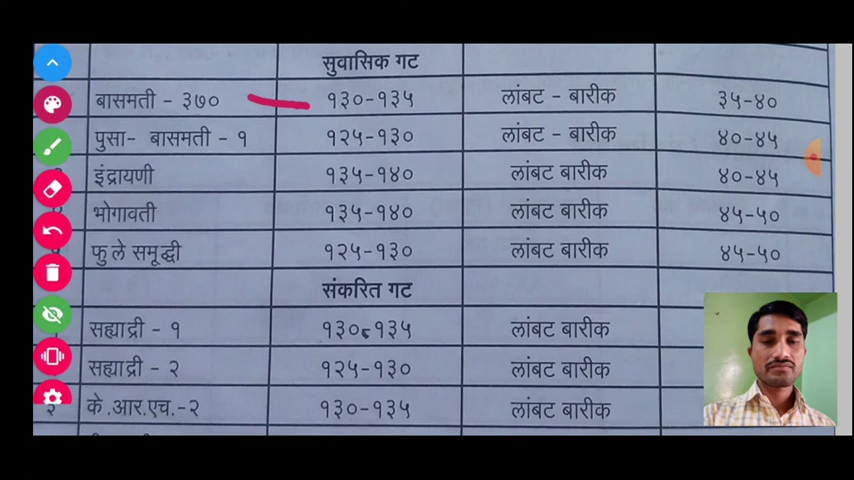 सुवासिक गट
बासमती - ३७० १३०-१३५ लांबट - बारीक ३५-४०
पुसा- बासमती - १ १२५-१३० लांबट - बारीक ४०-४५
इंद्रायणी १३५-१४० लांबट बारीक ४०-४५
भोगावती १३५-१४० लांबट बारीक ४५-५०
फुले समृद्धी १२५-१३० लांबट बारीक ४५-५०
संकरित गट
सह्याद्री - १ १३०-१३५ लांबट बारीक
सह्याद्री - २ १२५-१३० लांबट बारीक
३ के.आर.एच.-२ १३०-१३५ लांबट बारीक